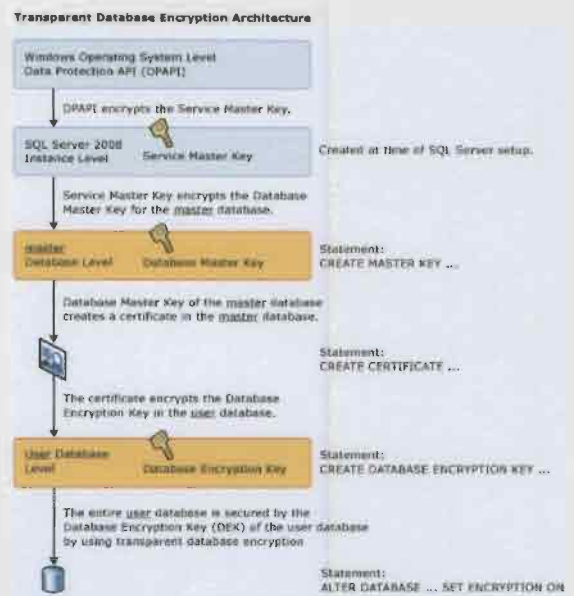 Transparent Database Encryption Architecture
Windows Operating System Level
Data Protection API (DPAPI)
DPAPI encrypts the Service Master Key.
SQL Server 2008
Instance Level
Service Master Key
Created at time of SQL Server setup.
Service Master Key encrypts the Database
Master Key for the master database.
master
Database Level
Database Master Key
Statement:
CREATE MASTER KEY ...
Database Master Key of the master database
creates a certificate in the master database.
Statement:
CREATE CERTIFICATE ...
The certificate encrypts the Database
Encryption Key in the user database.
User Database
Level
Database Encryption Key
Statement:
CREATE DATABASE ENCRYPTION KEY ...
The entire user database is secured by the
Database Encryption Key (DEK) of the user database
by using transparent database encryption
Statement:
ALTER DATABASE ... SET ENCRYPTION ON